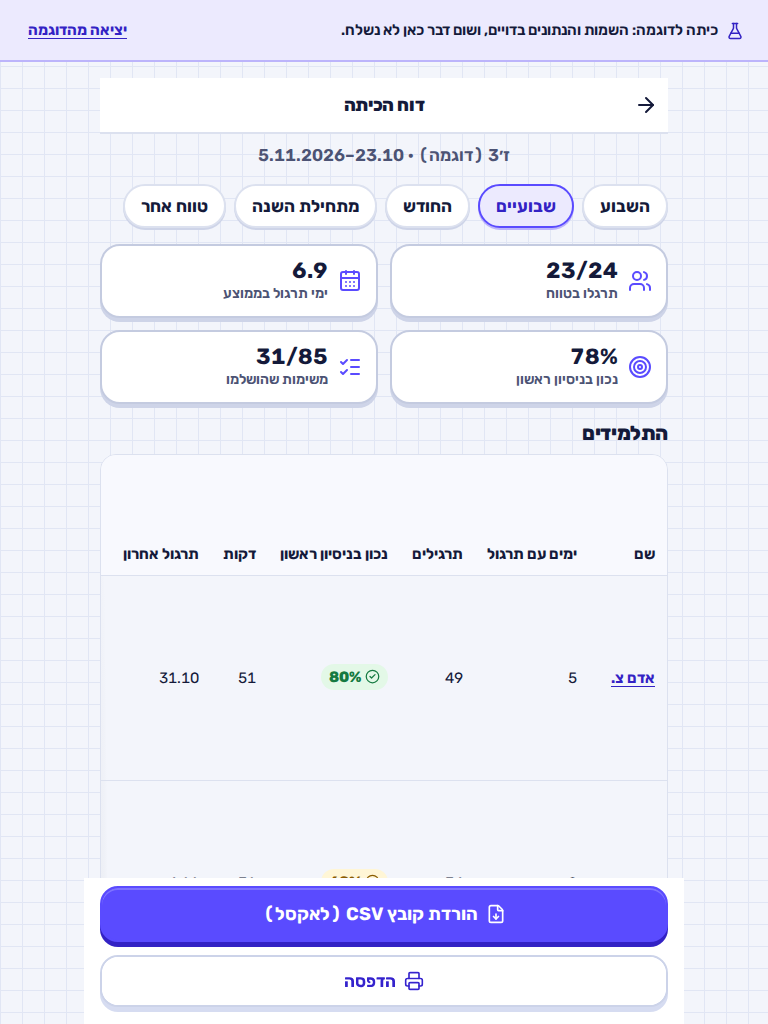 כיתה לדוגמה: השמות והנתונים בדויים, ושום דבר כאן לא נשלח.
יציאה מהדוגמה
דוח הכיתה
ז׳3 (דוגמה) • 23.10–5.11.2026
השבוע
שבועיים
החודש
מתחילת השנה
טווח אחר
23/24
תרגלו בטווח
6.9
ימי תרגול בממוצע
78%
נכון בניסיון ראשון
31/85
משימות שהושלמו
התלמידים
שם ימים עם תרגול תרגילים נכון בניסיון ראשון דקות תרגול אחרון
אדם צ. 5 49 80% 51 31.10
הורדת קובץ CSV (לאקסל)
הדפסה